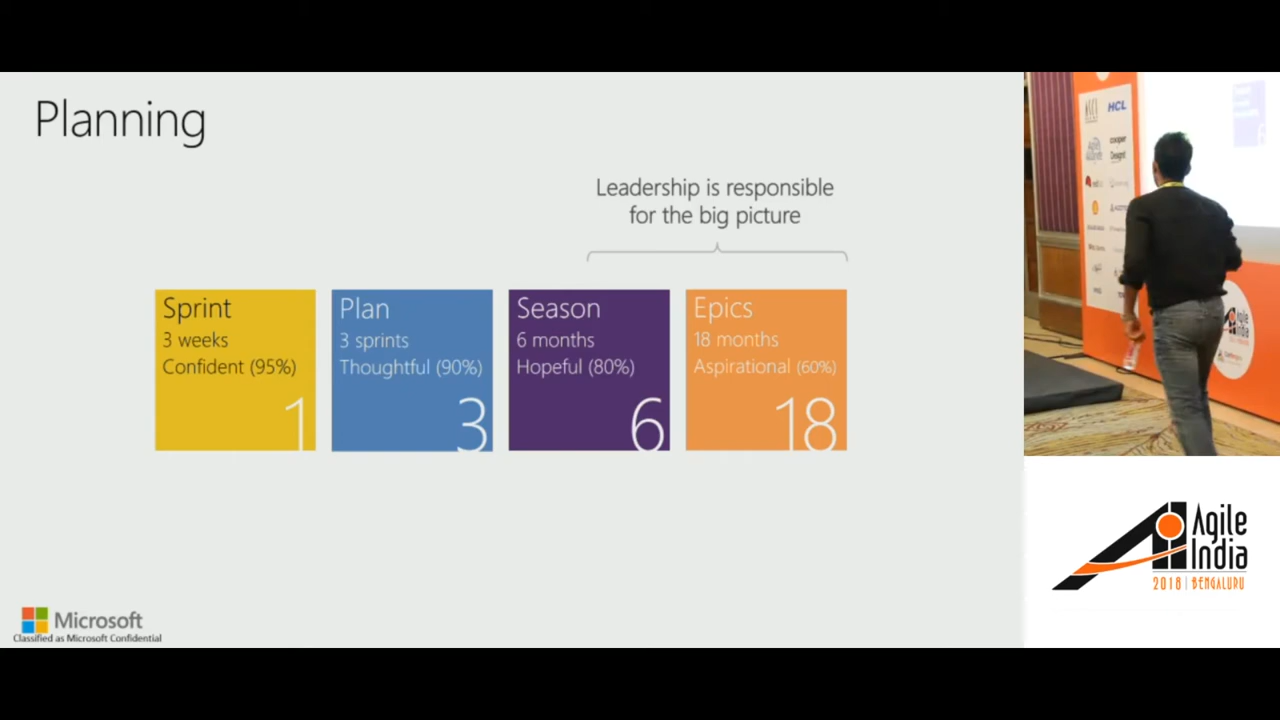 Planning
Leadership is responsible
for the big picture
Sprint
3 weeks
Confident (95%)
1
Plan
3 sprints
Thoughtful (90%)
3
Season
6 months
Hopeful (80%)
6
Epics
18 months
Aspirational (60%)
18
Microsoft
Classified as Microsoft Confidential
HCL
Agile
India
2018 | BENGALURU